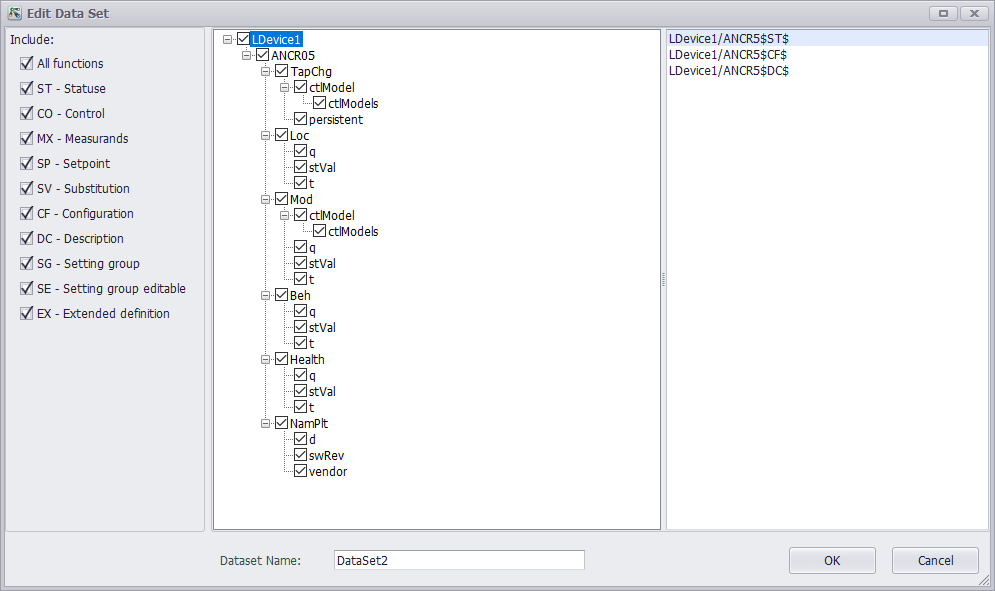 Edit Data Set
Include:
All functions
ST - Statuse
CO - Control
MX - Measurands
SP - Setpoint
SV - Substitution
CF - Configuration
DC - Description
SG - Setting group
SE - Setting group editable
EX - Extended definition
LDevice1
ANCR05
TapChg
ctlModel
ctlModels
persistent
Loc
q
stVal
t
Mod
ctlModel
ctlModels
q
stVal
t
Beh
q
stVal
t
Health
q
stVal
t
NamPlt
d
swRev
vendor
LDevice1/ANCR5$ST$
LDevice1/ANCR5$CF$
LDevice1/ANCR5$DC$
Dataset Name:
DataSet2
OK
Cancel